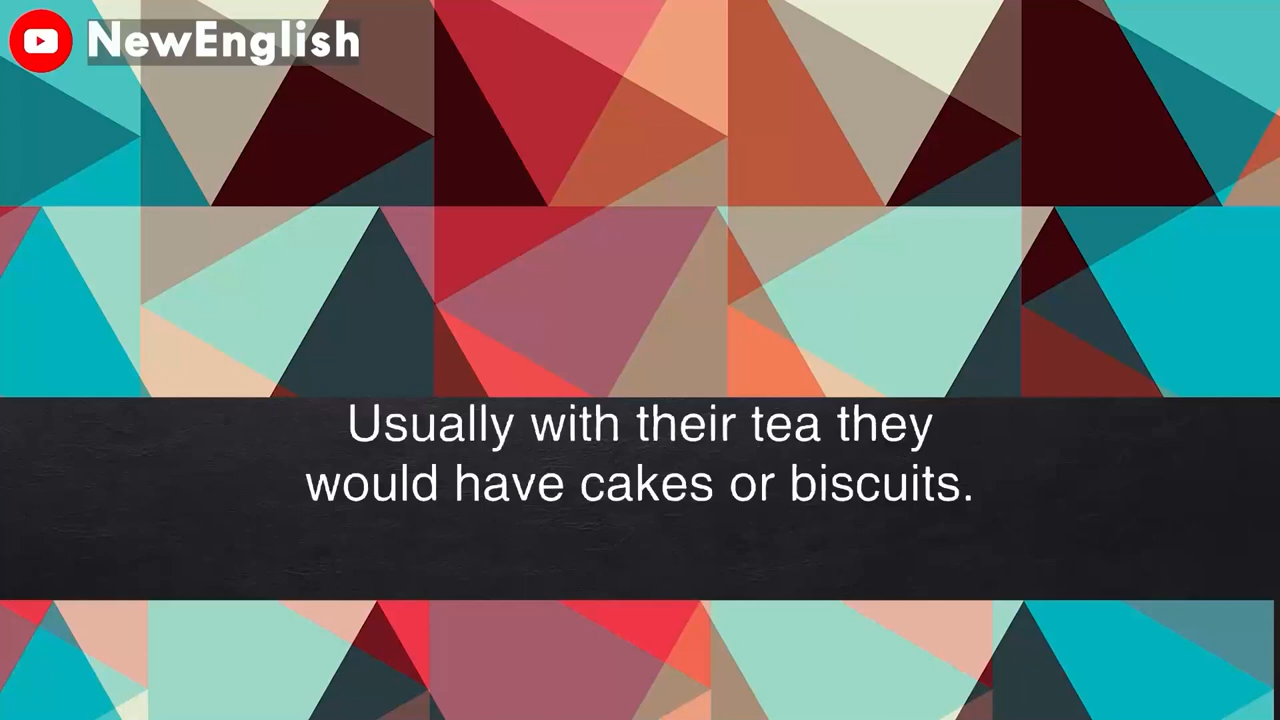 NewEnglish
Usually with their tea they
would have cakes or biscuits.